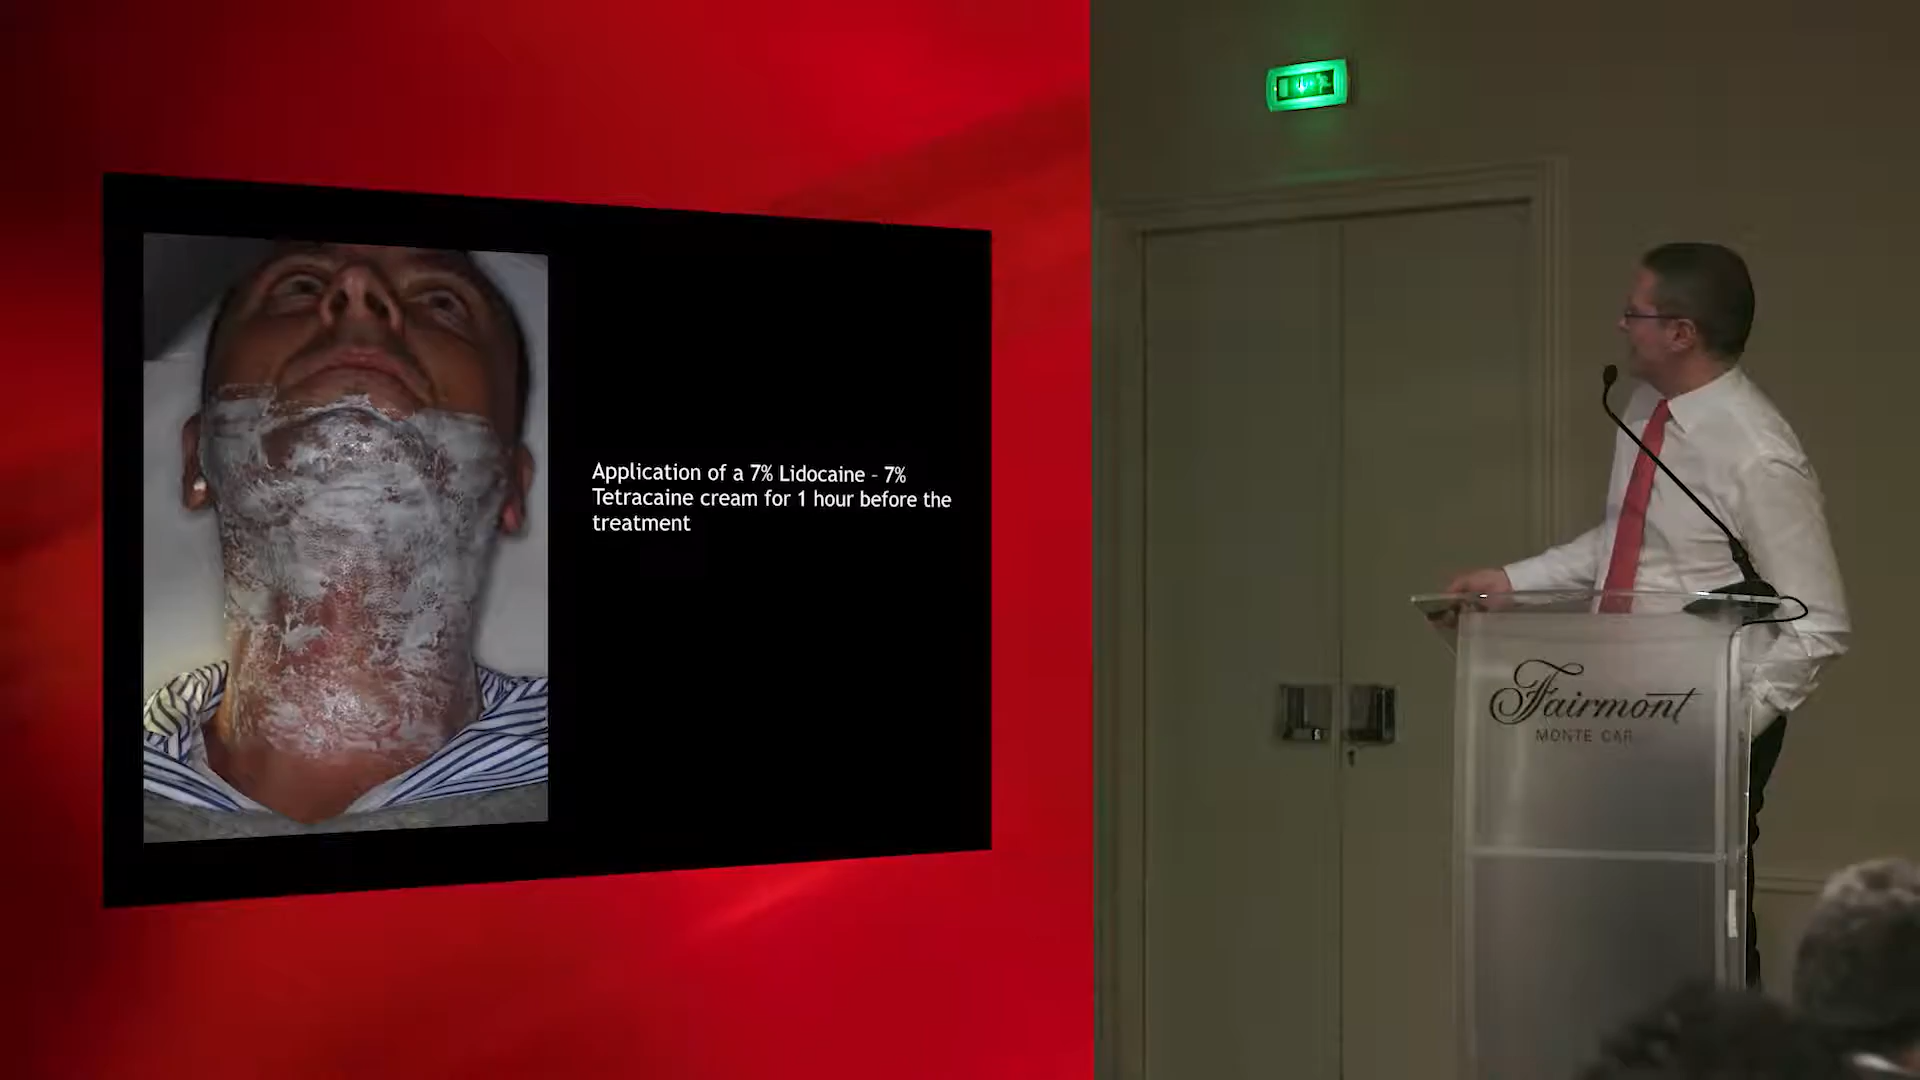 Application of a 7% Lidocaine – 7%
Tetracaine cream for 1 hour before the
treatment
Fairmont
MONTE CAR